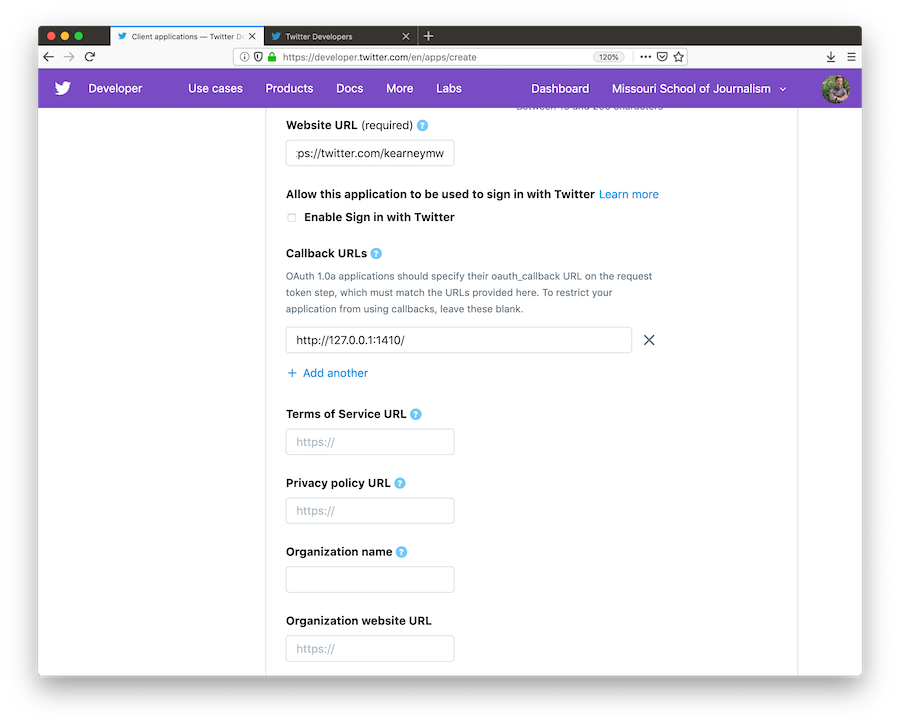 Client applications — Twitter De
Twitter Developers
https://developer.twitter.com/en/apps/create
120%
Developer
Use cases
Products
Docs
More
Labs
Dashboard
Missouri School of Journalism
Between 10 and 200 characters
Website URL (required) ?
ps://twitter.com/kearneymw
Allow this application to be used to sign in with Twitter Learn more
Enable Sign in with Twitter
Callback URLs ?
OAuth 1.0a applications should specify their oauth_callback URL on the request
token step, which must match the URLs provided here. To restrict your
application from using callbacks, leave these blank.
http://127.0.0.1:1410/
+ Add another
Terms of Service URL ?
https://
Privacy policy URL ?
https://
Organization name ?
Organization website URL
https://